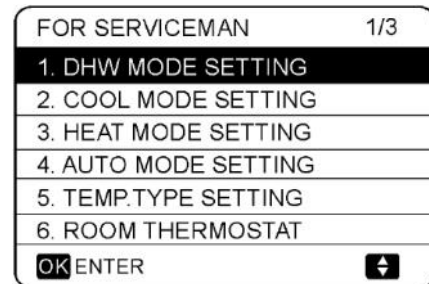 FOR SERVICEMAN 1/3
1. DHW MODE SETTING
2. COOL MODE SETTING
3. HEAT MODE SETTING
4. AUTO MODE SETTING
5. TEMP.TYPE SETTING
6. ROOM THERMOSTAT
OK ENTER